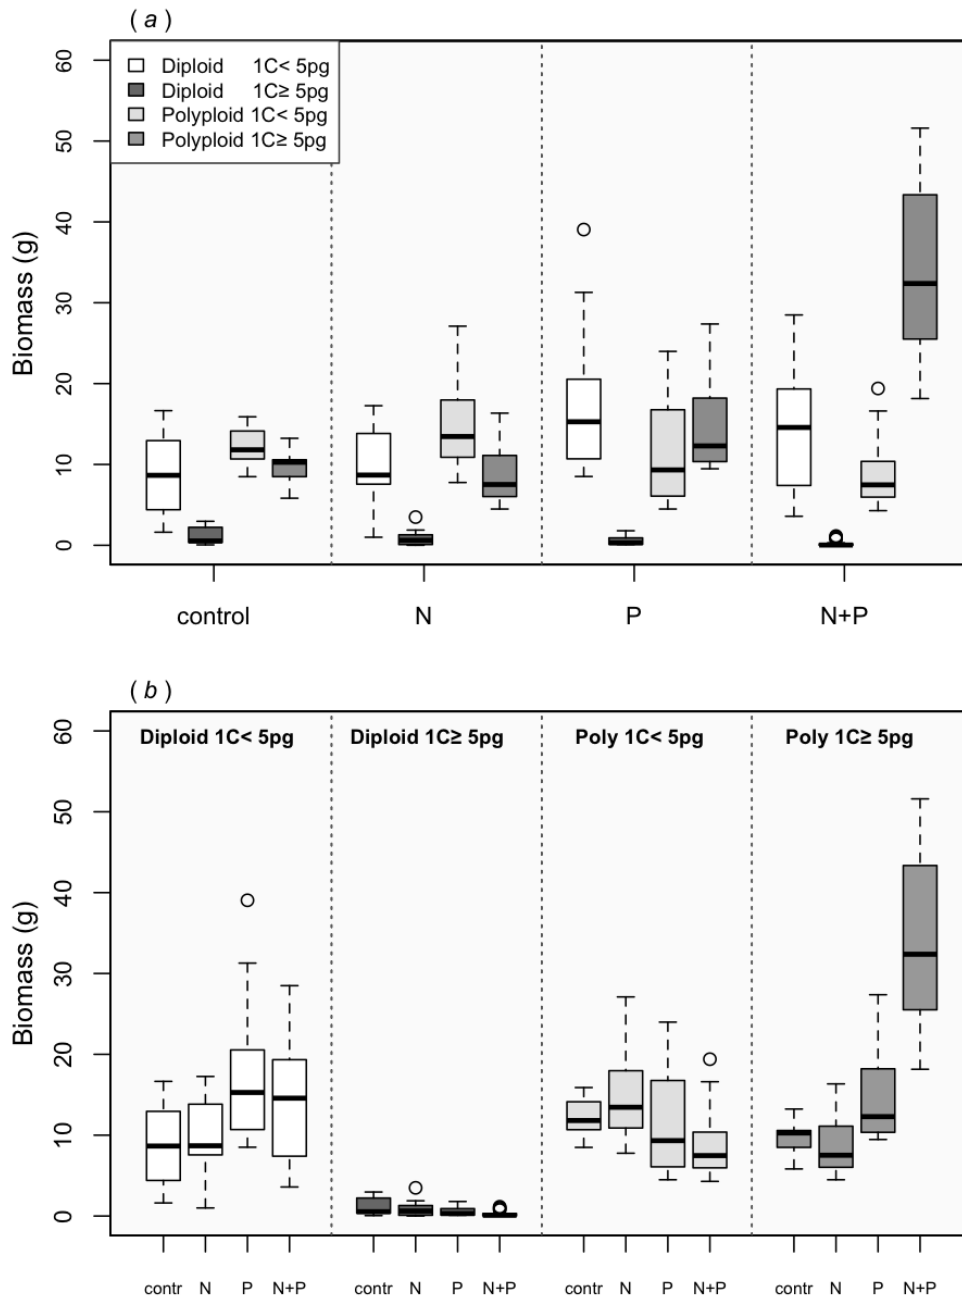 ( a )
60
50
40
30
20
10
0
Biomass (g)
Diploid 1C< 5pg
Diploid 1C≥ 5pg
Polyploid 1C< 5pg
Polyploid 1C≥ 5pg
control N P N+P
( b )
60
50
40
30
20
10
0
Biomass (g)
Diploid 1C< 5pg Diploid 1C≥ 5pg Poly 1C< 5pg Poly 1C≥ 5pg
contr N P N+P contr N P N+P contr N P N+P contr N P N+P